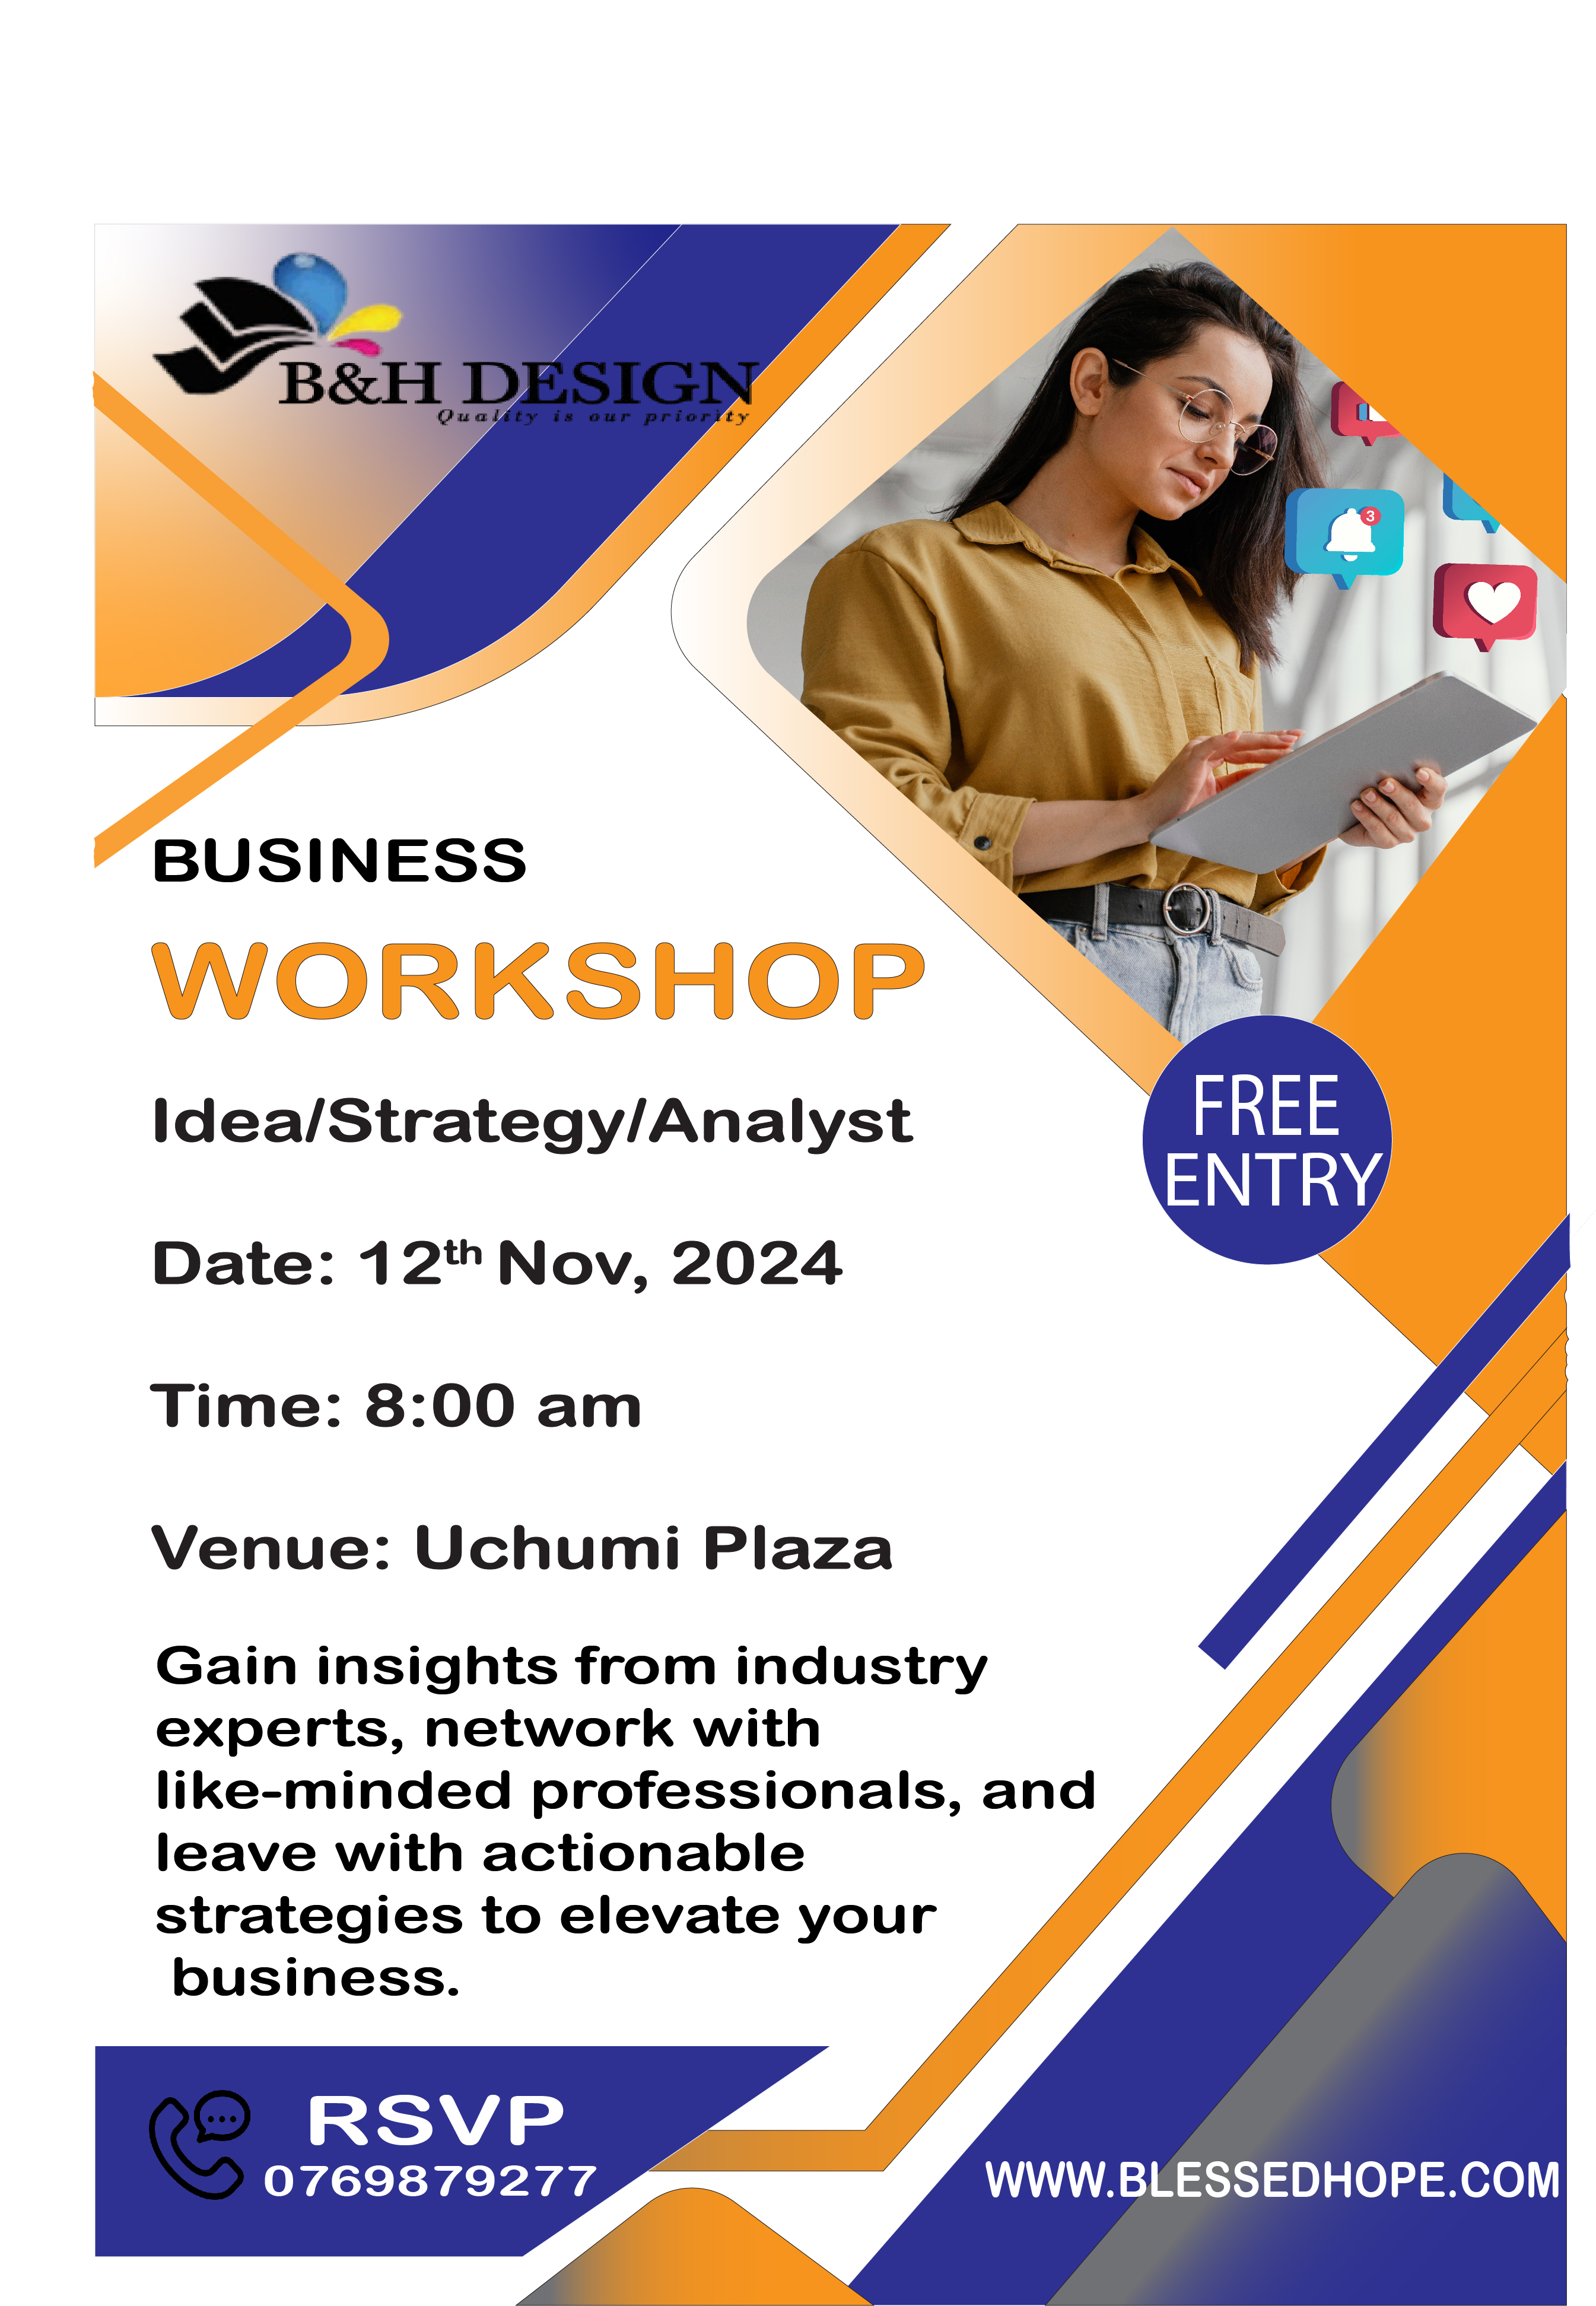 B&H DESIGN
Quality is our priority
3
BUSINESS
WORKSHOP
Idea/Strategy/Analyst
FREE
ENTRY
Date: 12th Nov, 2024
Time: 8:00 am
Venue: Uchumi Plaza
Gain insights from industry
experts, network with
like-minded professionals, and
leave with actionable
strategies to elevate your
business.
RSVP
0769879277
WWW.BLESSEDHOPE.COM